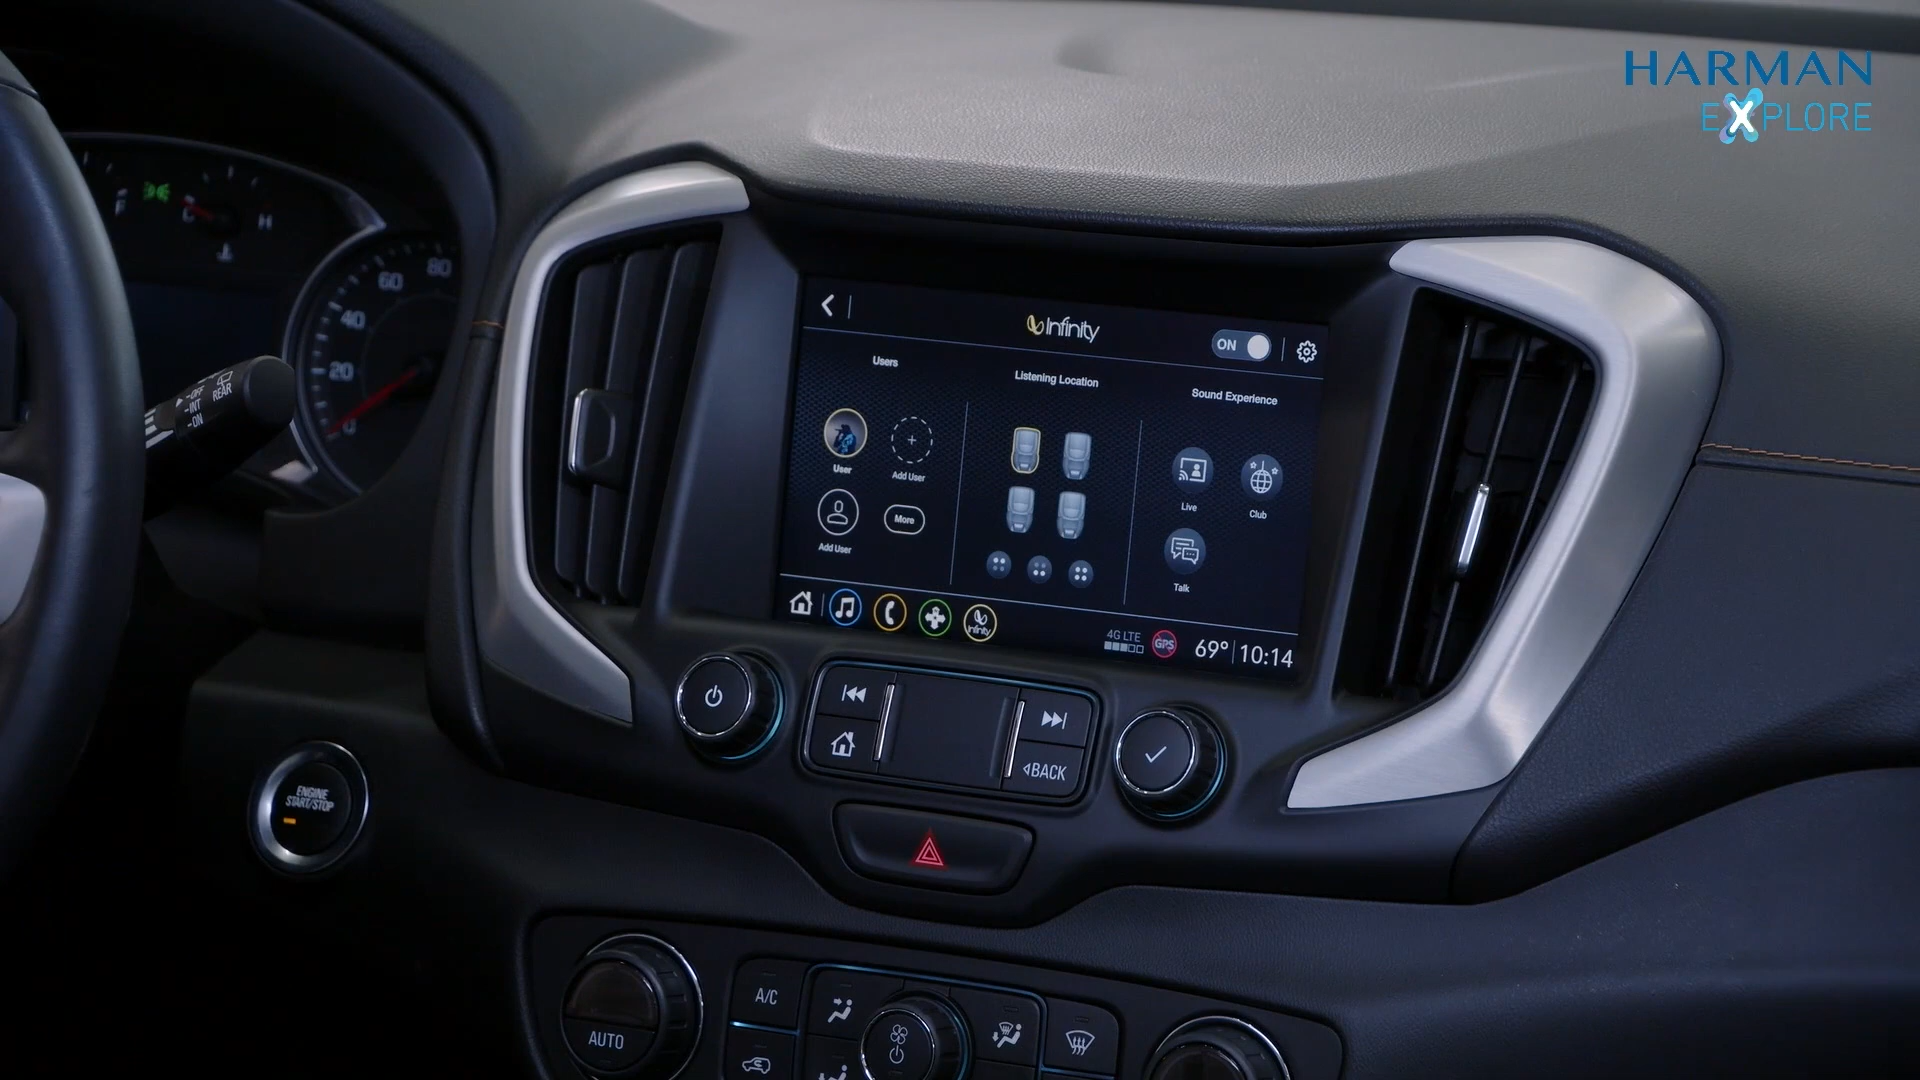 HARMAN
EXPLORE
F
C
H
80
60
40
20
0
OFF
INT
ON
REAR
Infinity
ON
Users
Listening Location
Sound Experience
User
Add User
Add User
More
Live
Club
Talk
Infinity
4G LTE
GPS
69° 10:14
BACK
ENGINE
START/STOP
A/C
AUTO